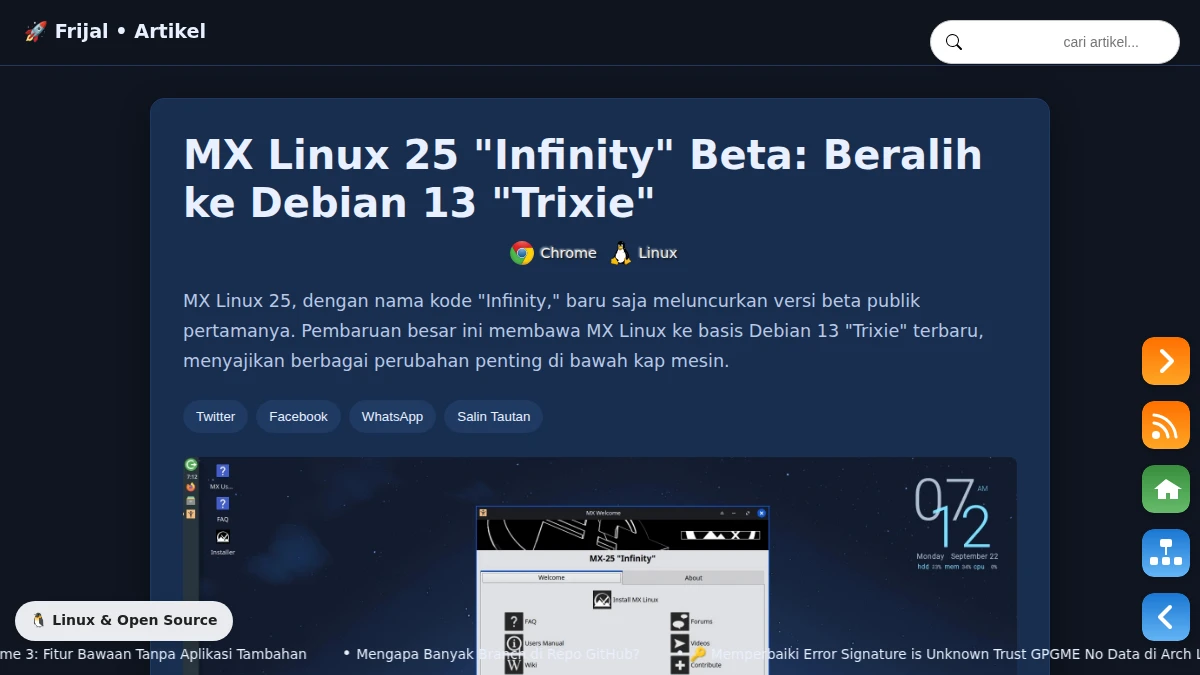 🚀 Frijal • Artikel
cari artikel...
MX Linux 25 "Infinity" Beta: Beralih
ke Debian 13 "Trixie"
Chrome Linux
MX Linux 25, dengan nama kode "Infinity," baru saja meluncurkan versi beta publik
pertamanya. Pembaruan besar ini membawa MX Linux ke basis Debian 13 "Trixie" terbaru,
menyajikan berbagai perubahan penting di bawah kap mesin.
Twitter Facebook WhatsApp Salin Tautan
7:12
MX Us...
FAQ
Installer
07 AM
12
Monday September 22
hdd mem cpu
MX Welcome
MX-25 "Infinity"
Welcome About
Install MX Linux
FAQ Forums
Users Manual Videos
Wiki Contribute
🐧 Linux & Open Source
me 3: Fitur Bawaan Tanpa Aplikasi Tambahan • Mengapa Banyak Branch di Repo GitHub? 🔑 Memperbaiki Error Signature is Unknown Trust GPGME No Data di Arch L